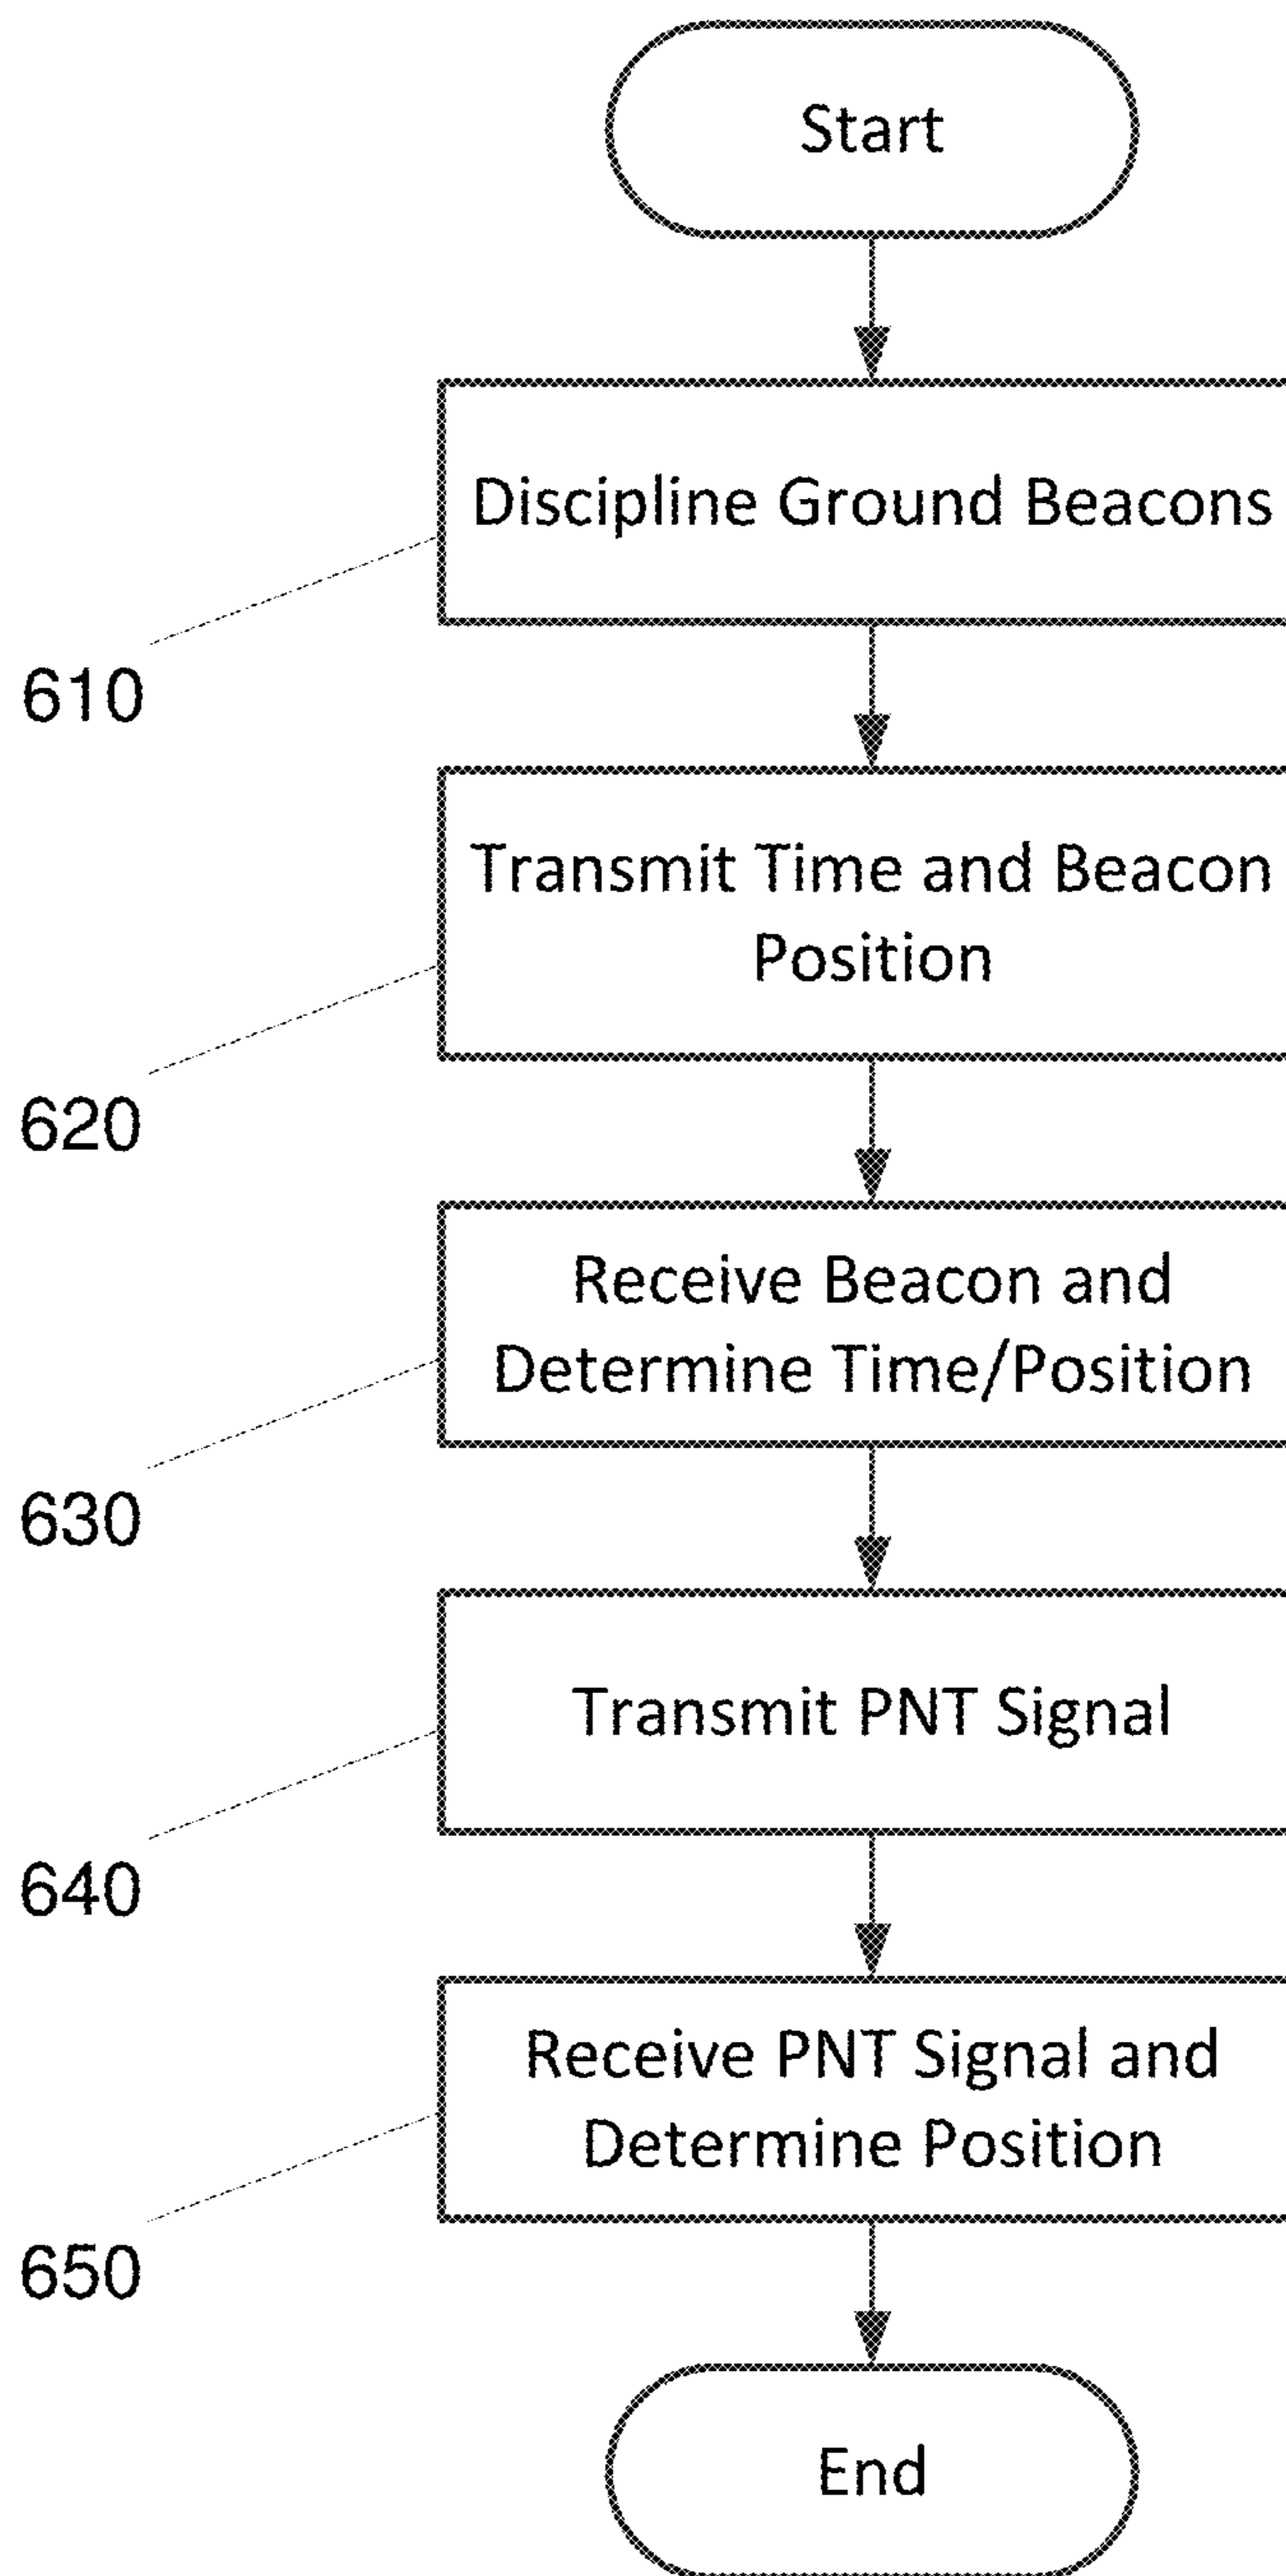 Start
Discipline Ground Beacons
610
Transmit Time and Beacon
Position
620
Receive Beacon and
Determine Time/Position
630
Transmit PNT Signal
640
Receive PNT Signal and
Determine Position
650
End